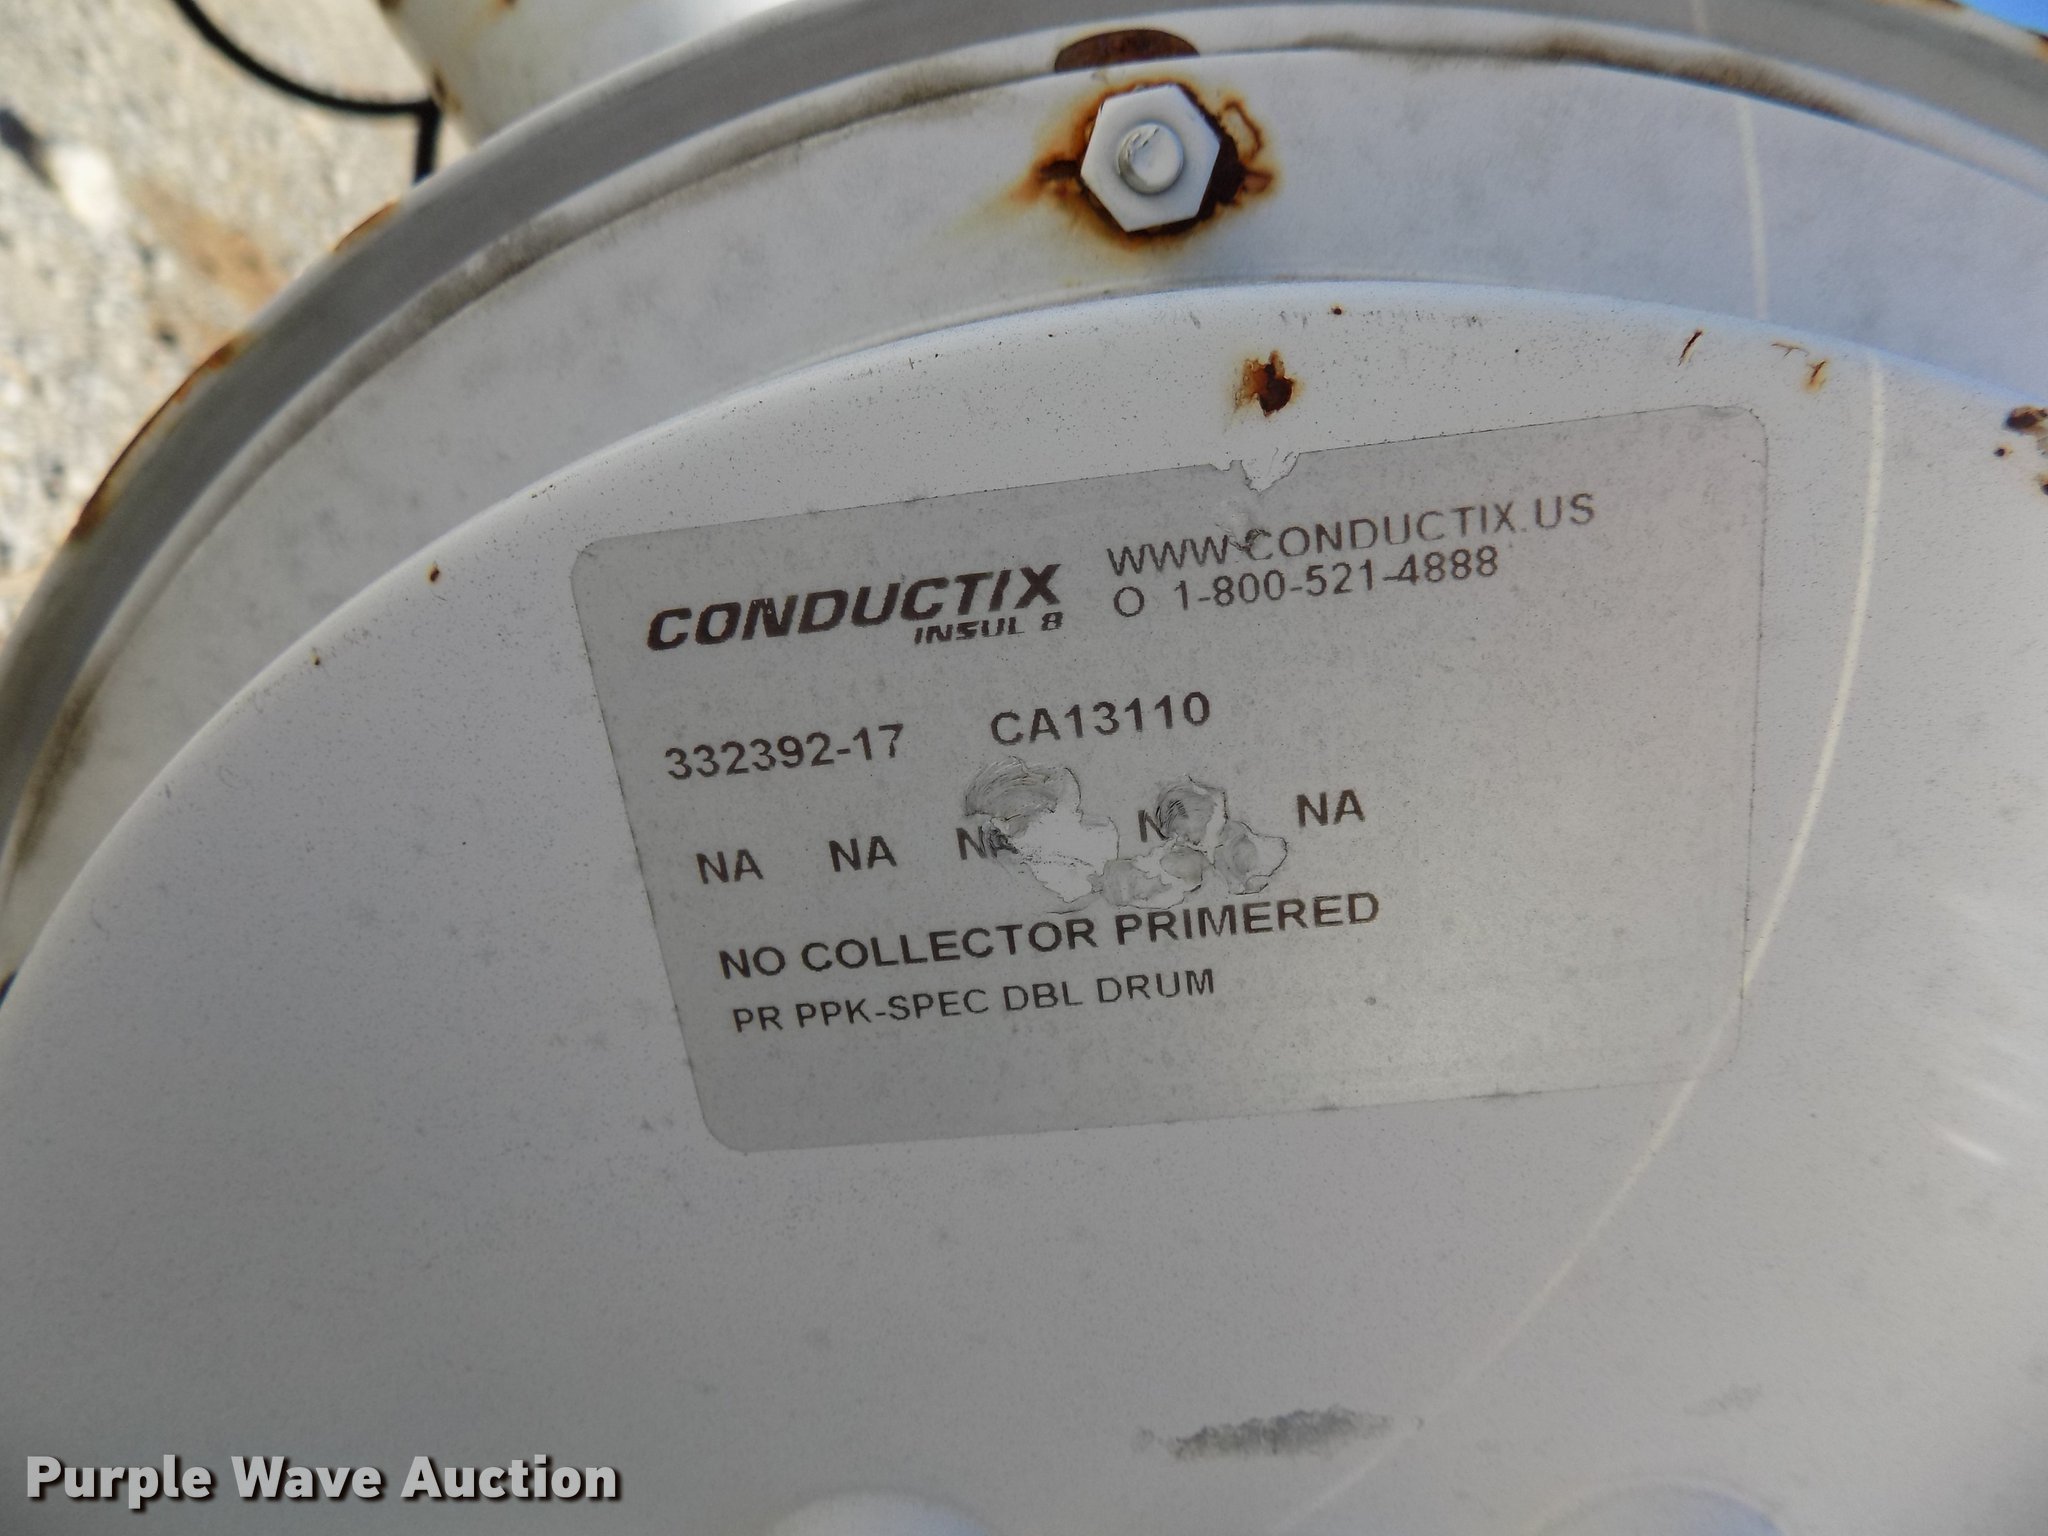 CONDUCTIX
INSUL 8
WWW.CONDUCTIX.US
O 1-800-521-4888
332392-17 CA13110
NA NA NA NA
NO COLLECTOR PRIMERED
PR PPK-SPEC DBL DRUM
Purple Wave Auction